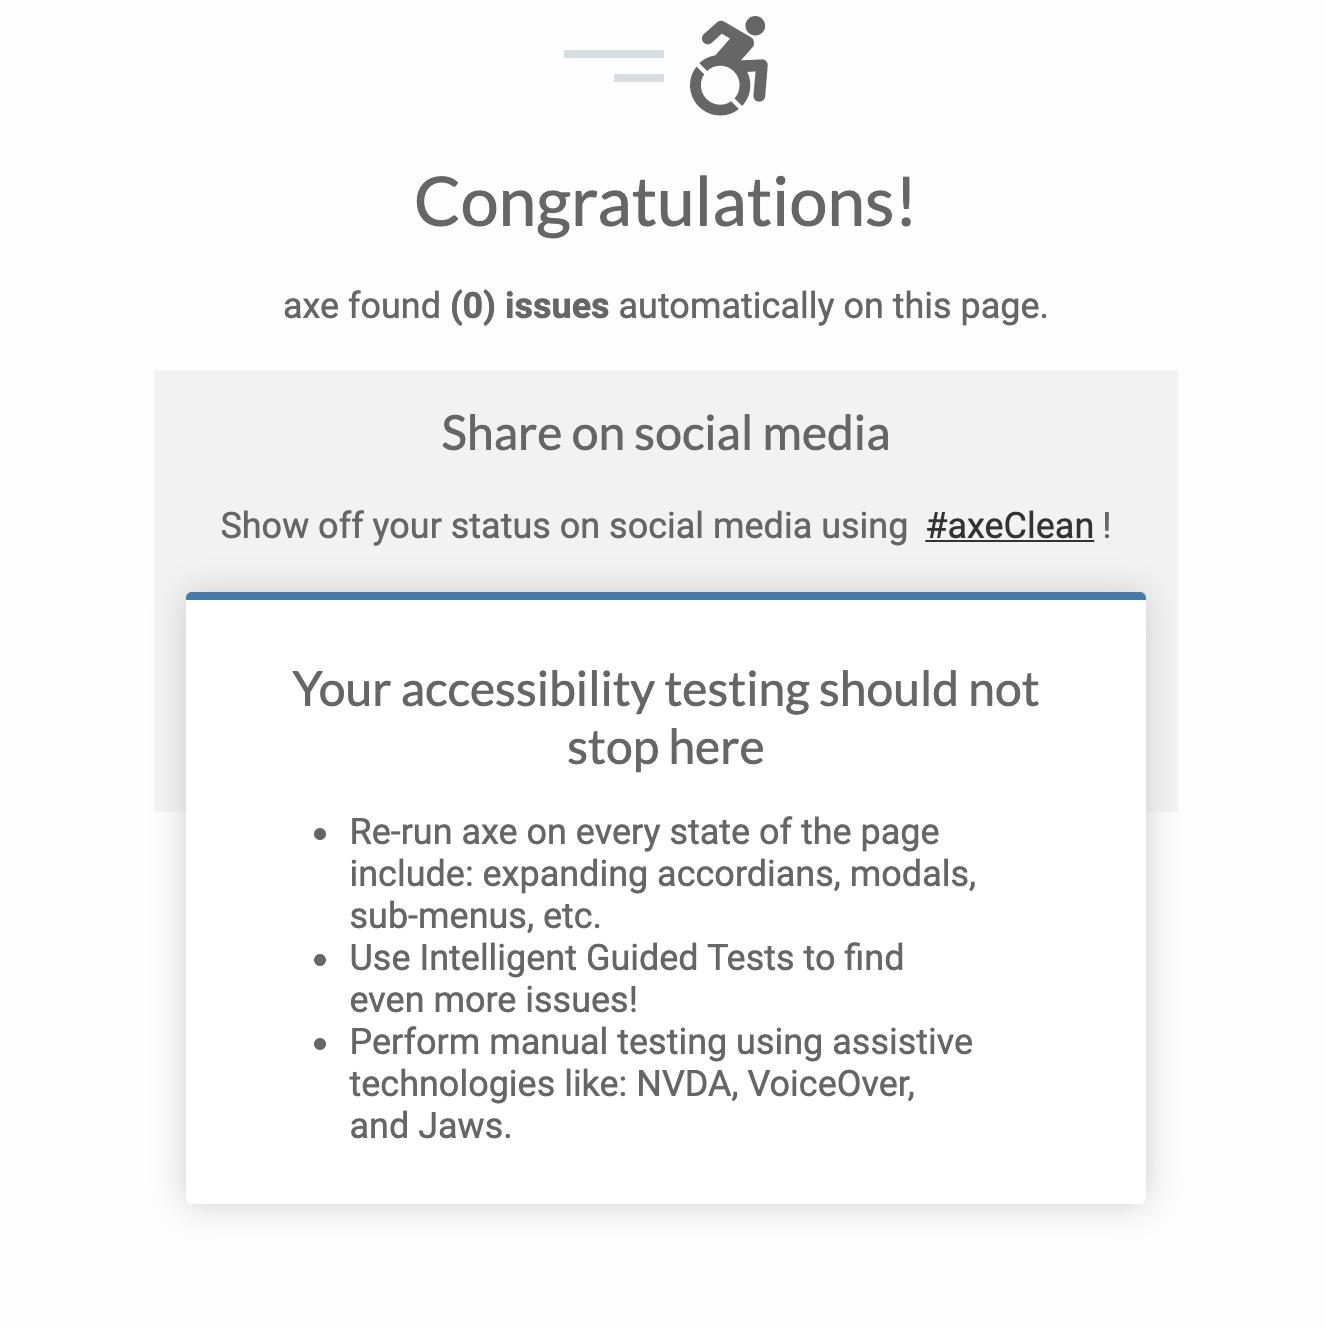 Congratulations!
axe found (0) issues automatically on this page.
Share on social media
Show off your status on social media using #axeClean !
Your accessibility testing should not
stop here
• Re-run axe on every state of the page
include: expanding accordians, modals,
sub-menus, etc.
• Use Intelligent Guided Tests to find
even more issues!
• Perform manual testing using assistive
technologies like: NVDA, VoiceOver,
and Jaws.